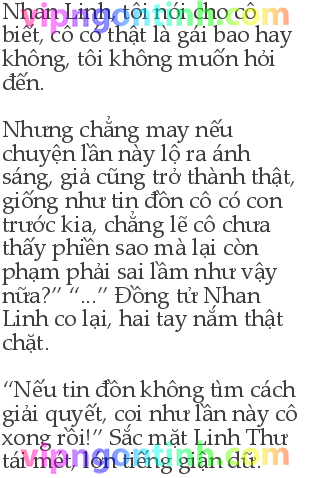 Nhan Linh, tôi nói cho cô
vipngontinh.com
biết, cô có thật là gái bao hay
không, tôi không muốn hỏi
đến.
Nhưng chẳng may nếu
chuyện lần này lộ ra ánh
sáng, giả cũng trở thành thật,
giống như tin đồn cô có con
trước kia, chẳng lẽ cô chưa
thấy phiền sao mà lại còn
phạm phải sai lầm như vậy
nữa?” “...” Đồng tử Nhan
Linh co lại, hai tay nắm thật
chặt.
“Nếu tin đồn không tìm cách
giải quyết, coi như lần này cô
xong rồi!” Sắc mặt Linh Thư
tái mét, lớn tiếng giận dữ.
vipngontinh.com